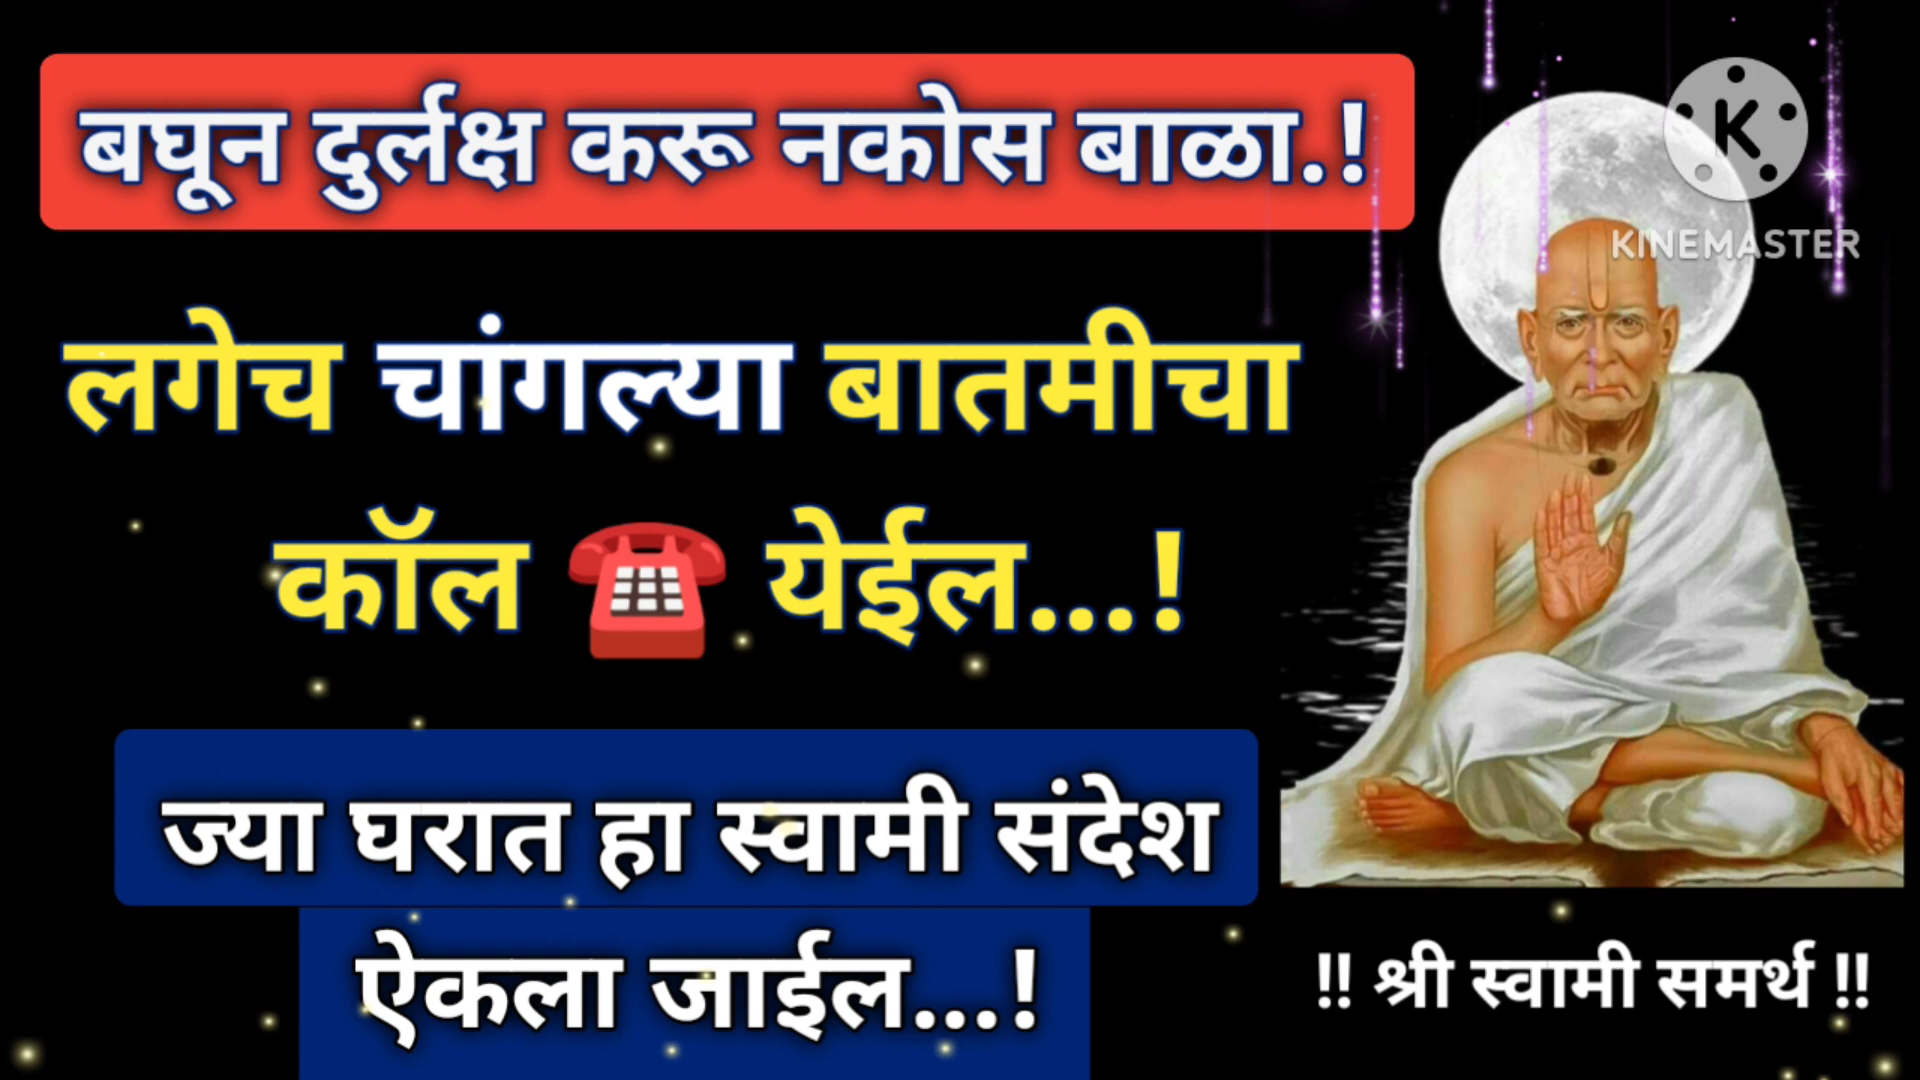 बघून दुर्लक्ष करू नकोस बाळा.!
लगेच चांगल्या बातमीचा
कॉल ☎️ येईल...!
ज्या घरात हा स्वामी संदेश
ऐकला जाईल...!
!! श्री स्वामी समर्थ !!
K
KINEMASTER